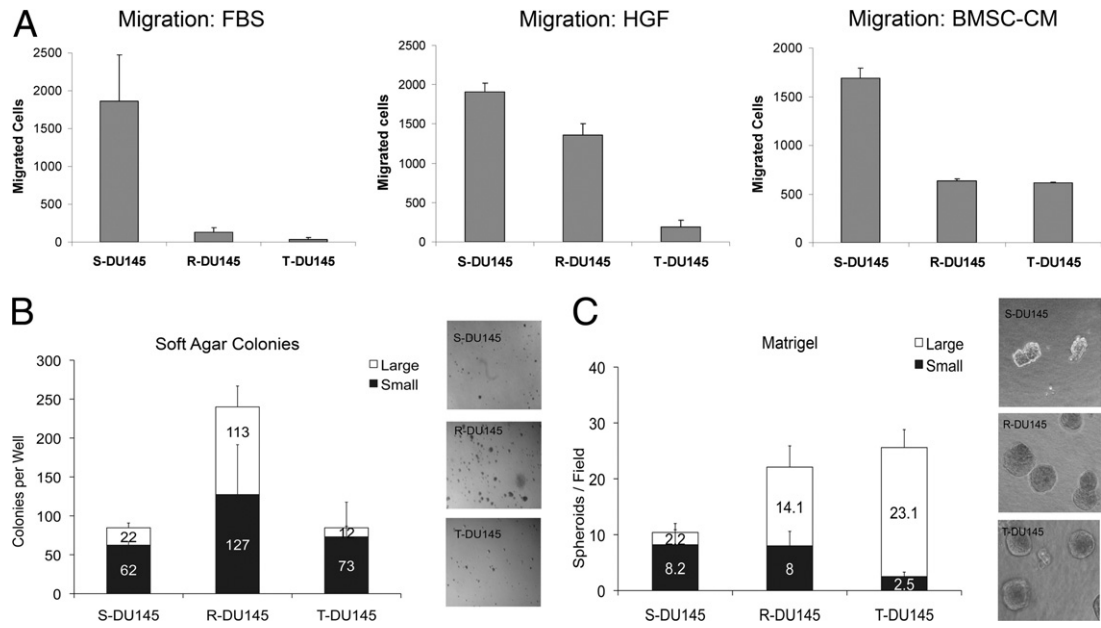 A
Migration: FBS
Migrated Cells
2500
2000
1500
1000
500
0
S-DU145 R-DU145 T-DU145
Migration: HGF
Migrated Cells
2500
2000
1500
1000
500
0
S-DU145 R-DU145 T-DU145
Migration: BMSC-CM
Migrated Cells
2000
1500
1000
500
0
S-DU145 R-DU145 T-DU145
B
Soft Agar Colonies
Large
Small
Colonies per Well
300
250
200
150
100
50
0
22
62
113
127
12
73
S-DU145 R-DU145 T-DU145
S-DU145
R-DU145
T-DU145
C
Matrigel
Large
Small
Spheroids / Field
40
30
20
10
0
2.2
8.2
14.1
8
23.1
2.5
S-DU145 R-DU145 T-DU145
S-DU145
R-DU145
T-DU145